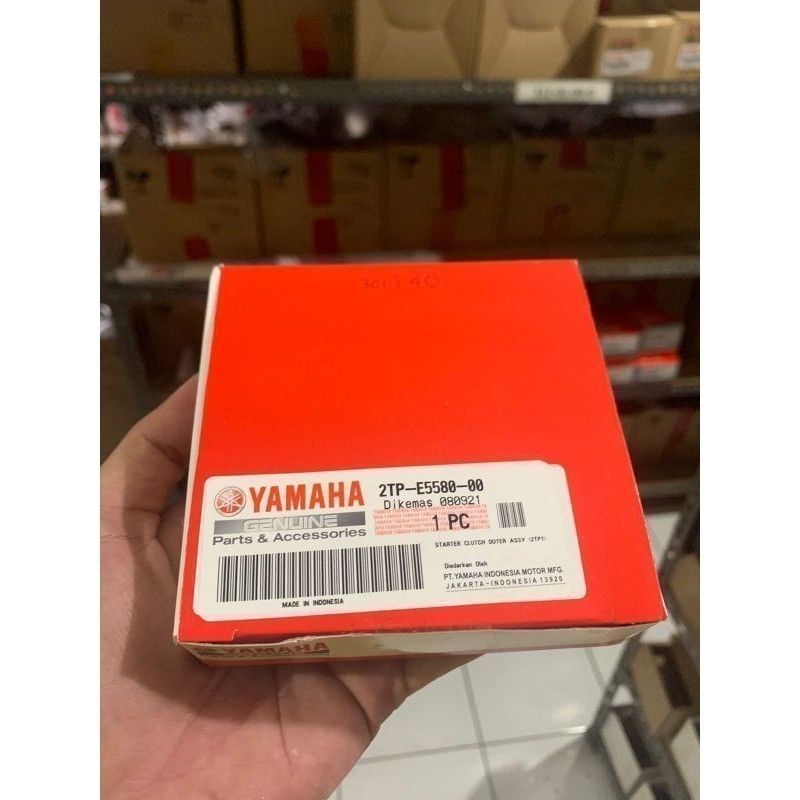 301140
YAMAHA
GENUINE
Parts & Accessories
2TP-E5580-00
Dikemas 080921
1 PC
STARTER CLUTCH OUTER ASSY (2TP1)
Diedarkan Oleh
PT.YAMAHA INDONESIA MOTOR MFG.
JAKARTA-INDONESIA 13920
MADE IN INDONESIA
YAMAHA